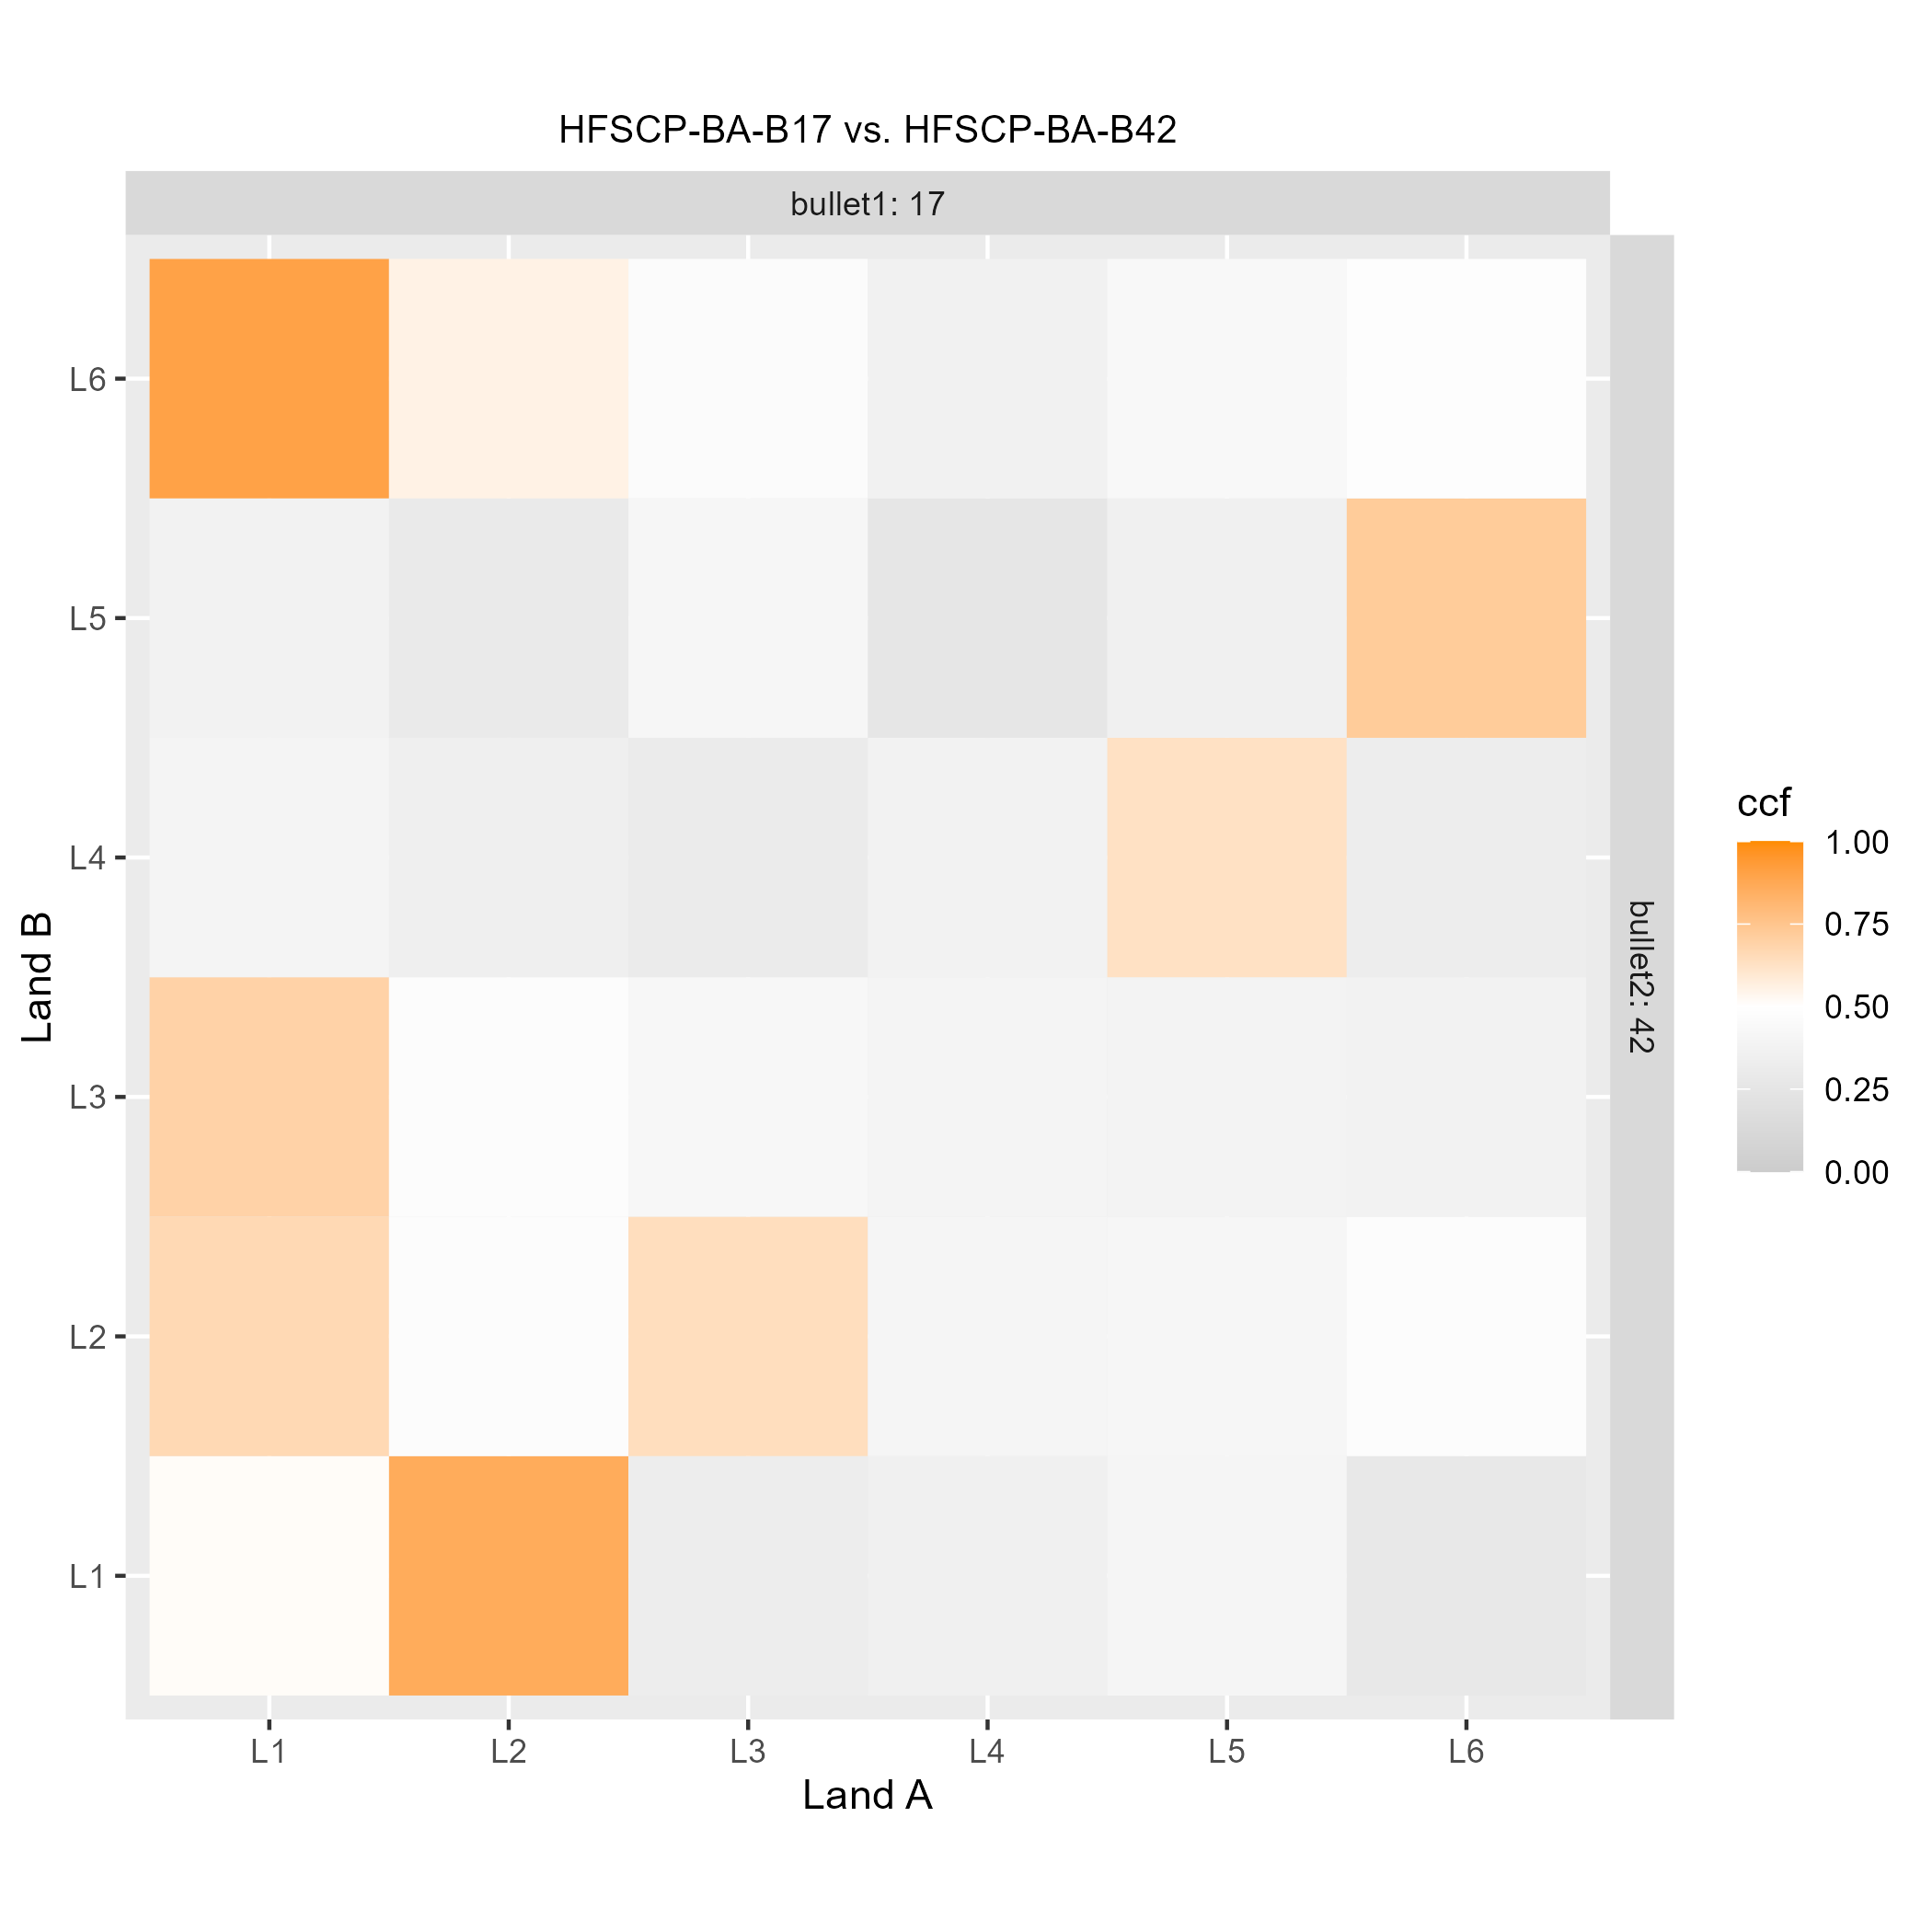 HFSCP-BA-B17 vs. HFSCP-BA-B42
bullet1: 17
L6
L5
L4
L3
L2
L1
Land B
bullet2: 42
L1 L2 L3 L4 L5 L6
Land A
ccf
1.00
0.75
0.50
0.25
0.00